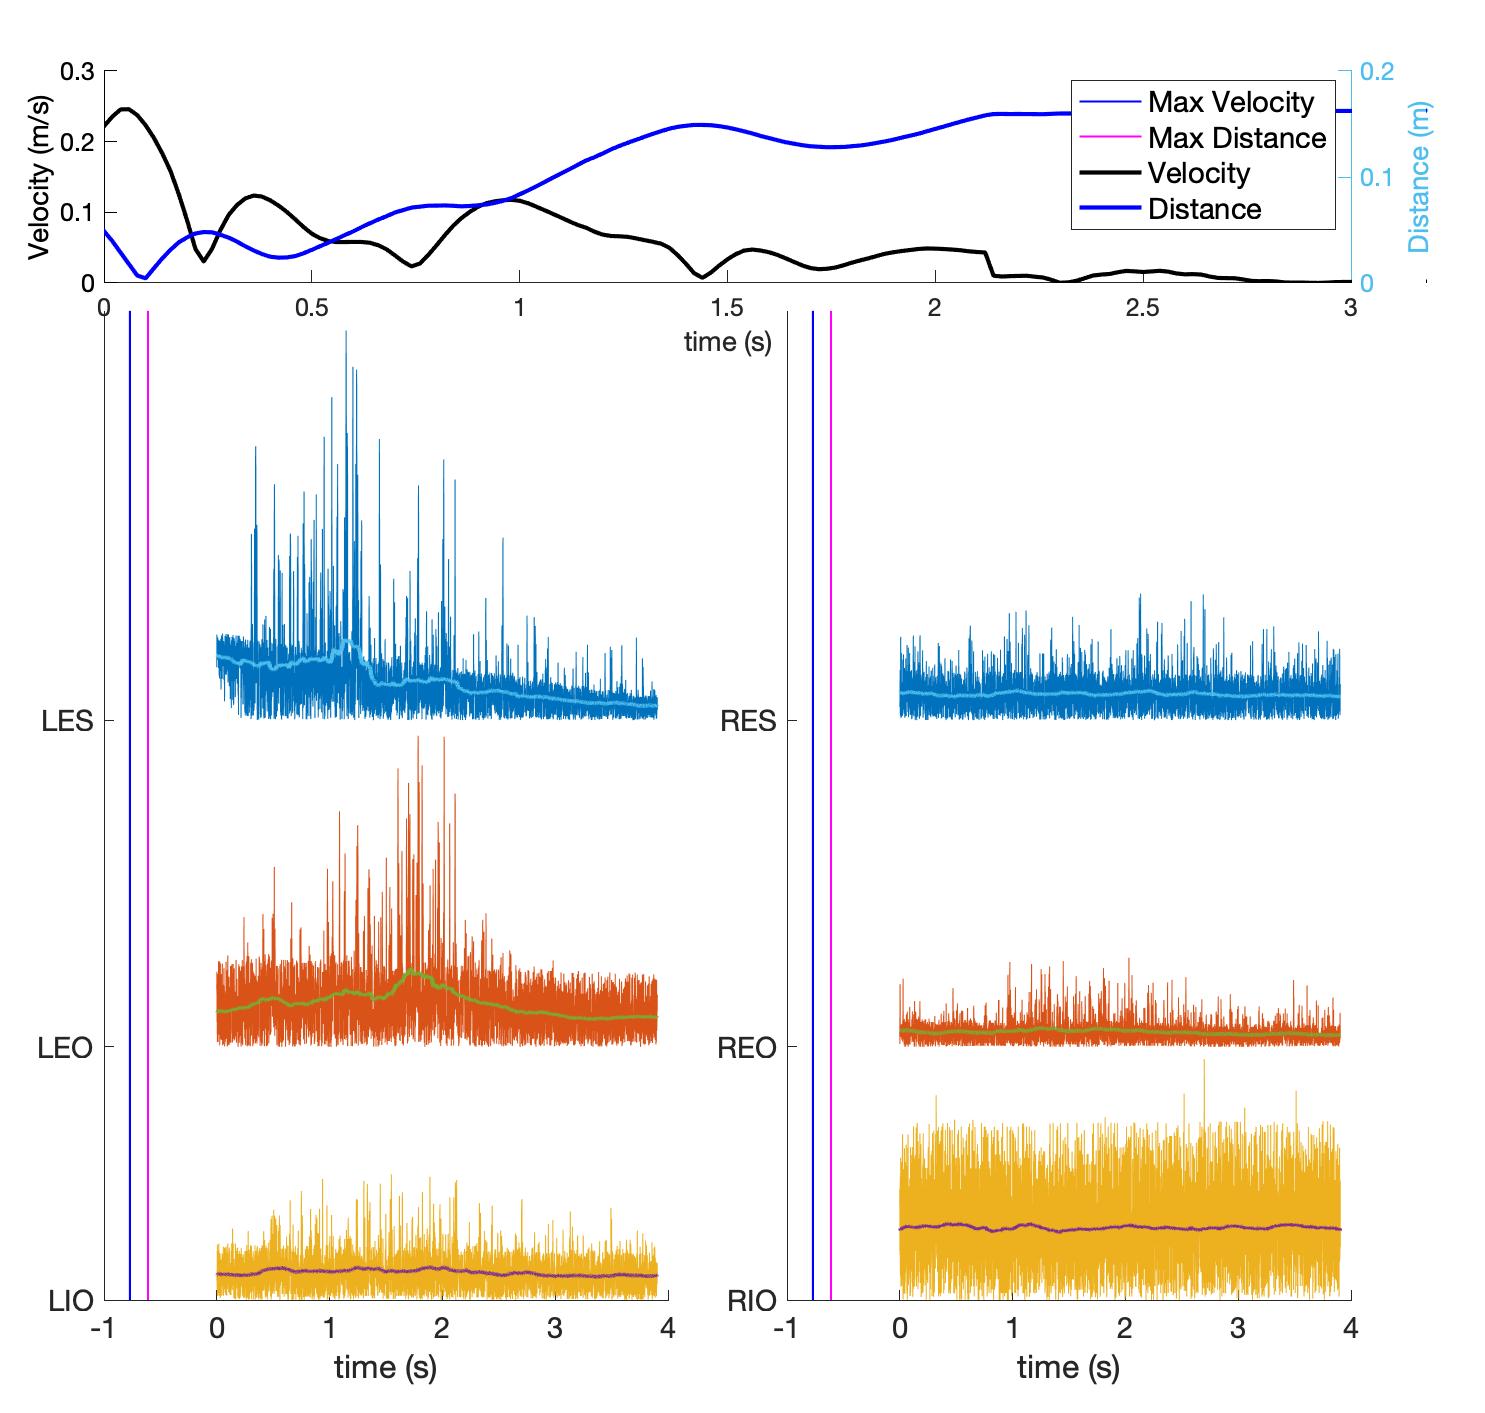 0.3
0.2
0.1
0
Velocity (m/s)
0.2
0.1
0
Distance (m)
Max Velocity
Max Distance
Velocity
Distance
0 0.5 1 1.5 2 2.5 3
time (s)
LES
LEO
LIO
-1 0 1 2 3 4
time (s)
RES
REO
RIO
-1 0 1 2 3 4
time (s)